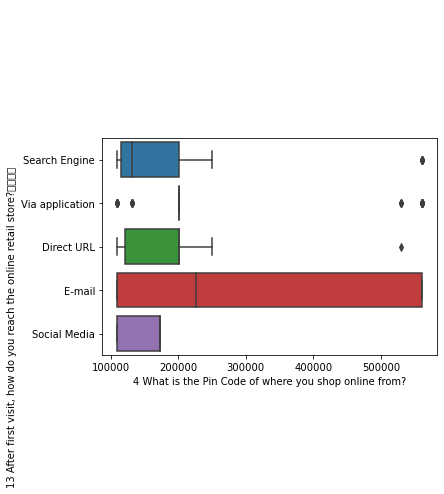 Search Engine
Via application
Direct URL
E-mail
Social Media
13 After first visit, how do you reach the online retail store?
100000 200000 300000 400000 500000
4 What is the Pin Code of where you shop online from?